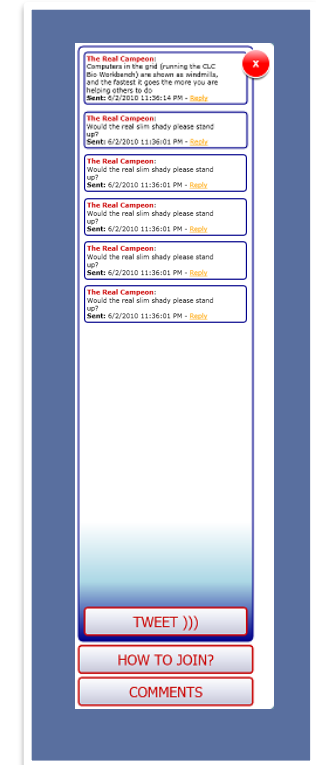 x
The Real Campeon:
Computers in the grid (running the CLC
Bio Workbanch) are shown as windmills,
and the fastest it goes the more you are
helping others to do
Sent: 6/2/2010 11:36:14 PM - Reply
The Real Campeon:
Would the real slim shady please stand
up?
Sent: 6/2/2010 11:36:01 PM - Reply
The Real Campeon:
Would the real slim shady please stand
up?
Sent: 6/2/2010 11:36:01 PM - Reply
The Real Campeon:
Would the real slim shady please stand
up?
Sent: 6/2/2010 11:36:01 PM - Reply
The Real Campeon:
Would the real slim shady please stand
up?
Sent: 6/2/2010 11:36:01 PM - Reply
The Real Campeon:
Would the real slim shady please stand
up?
Sent: 6/2/2010 11:36:01 PM - Reply
TWEET )))
HOW TO JOIN?
COMMENTS